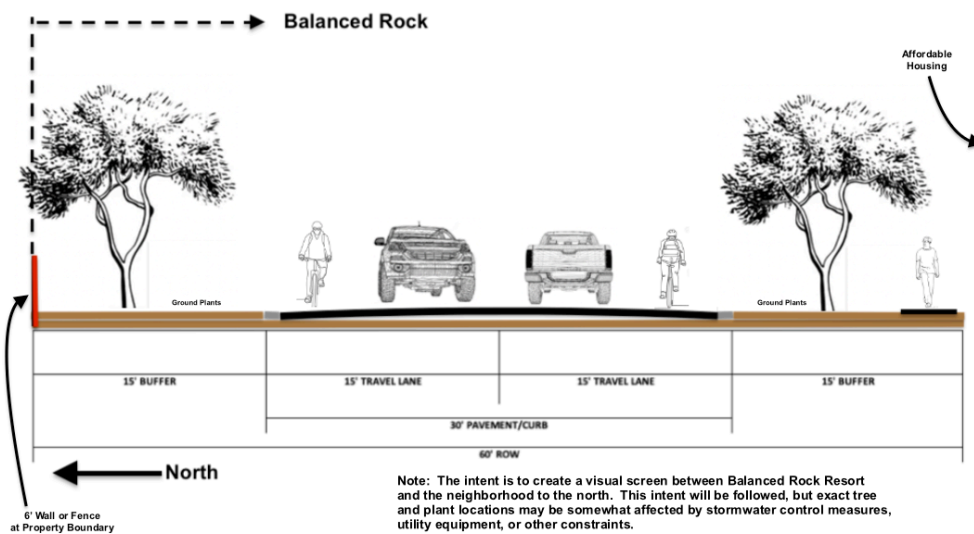 Balanced Rock
Affordable
Housing
Ground Plants
Ground Plants
15' BUFFER
15' TRAVEL LANE
15' TRAVEL LANE
15' BUFFER
30' PAVEMENT/CURB
60' ROW
North
6' Wall or Fence
at Property Boundary
Note: The intent is to create a visual screen between Balanced Rock Resort
and the neighborhood to the north. This intent will be followed, but exact tree
and plant locations may be somewhat affected by stormwater control measures,
utility equipment, or other constraints.